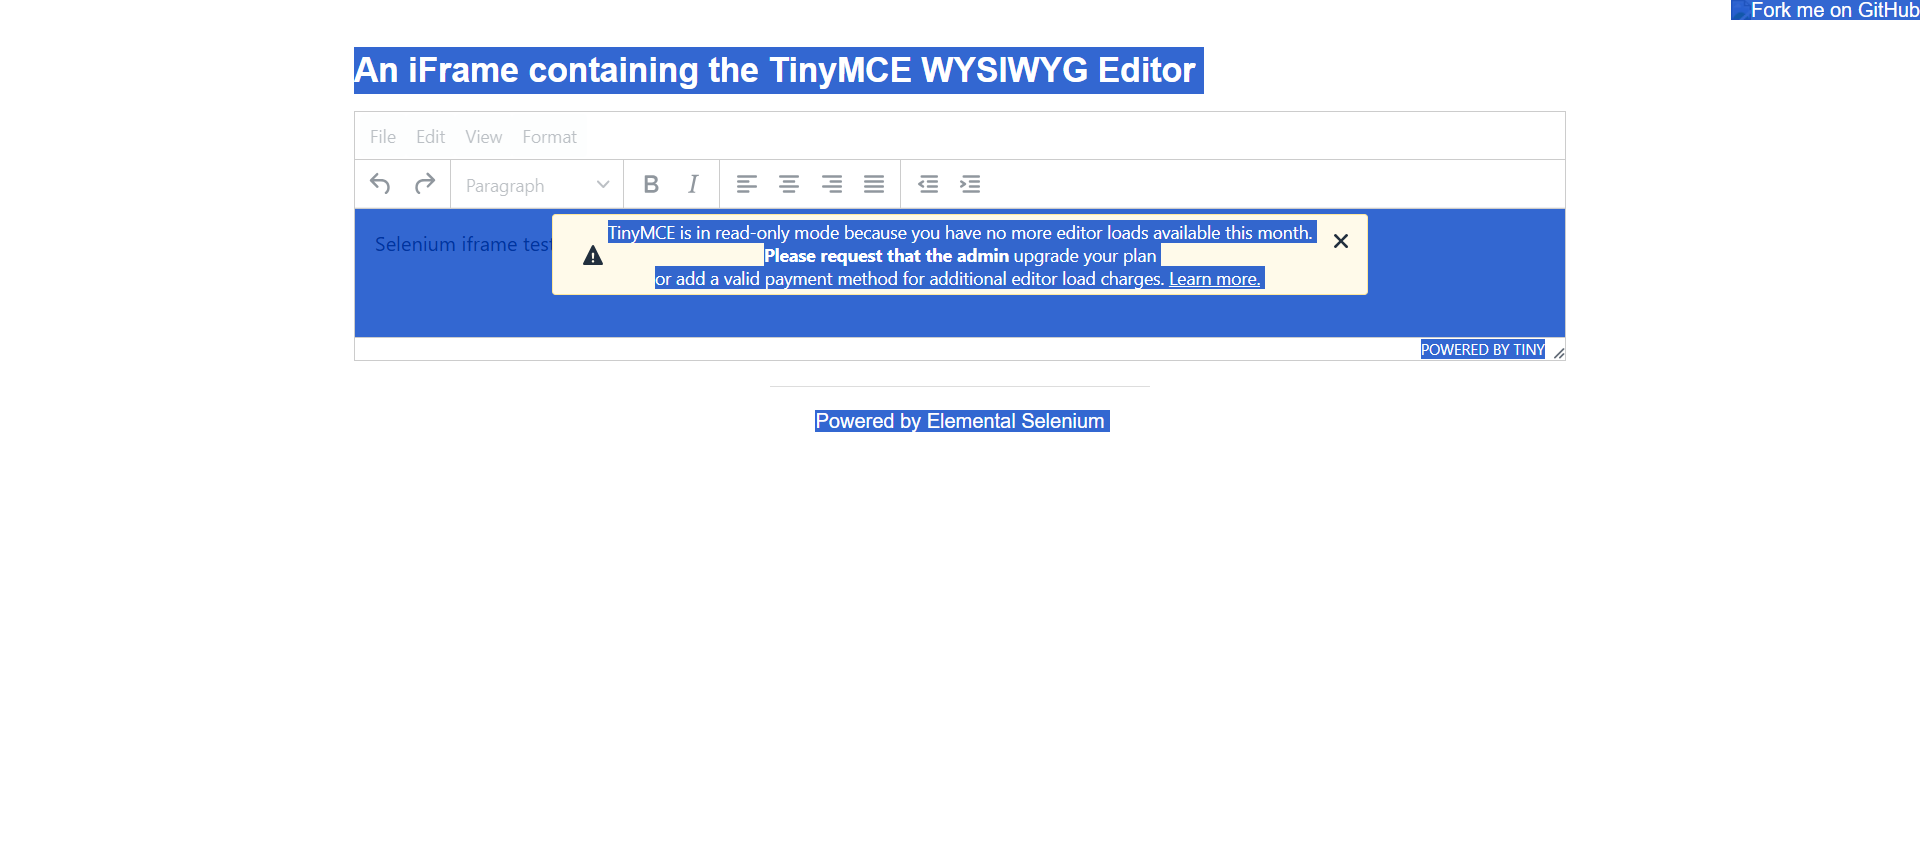 Fork me on GitHub
An iFrame containing the TinyMCE WYSIWYG Editor
File Edit View Format
Paragraph B I
Selenium iframe test
TinyMCE is in read-only mode because you have no more editor loads available this month.
Please request that the admin upgrade your plan
or add a valid payment method for additional editor load charges. Learn more.
POWERED BY TINY
Powered by Elemental Selenium